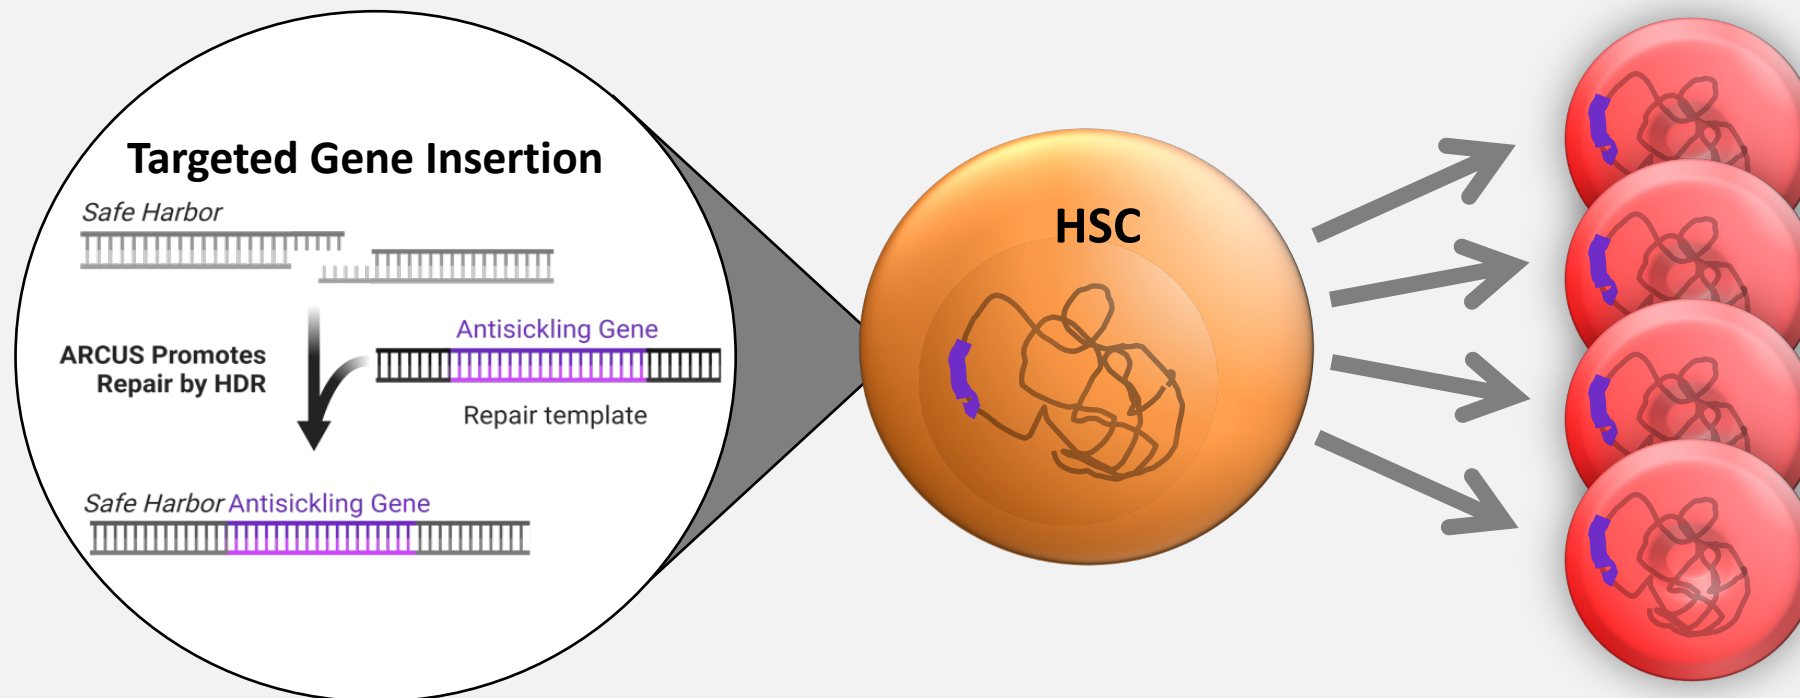 Targeted Gene Insertion
Safe Harbor
Antisickling Gene
ARCUS Promotes
Repair by HDR
Repair template
Safe Harbor Antisickling Gene
HSC